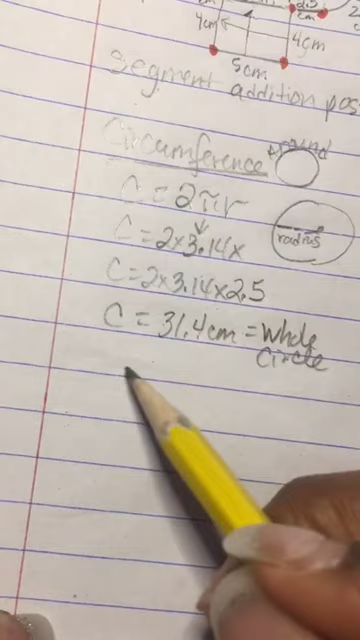 2.5
cm
4cm
4cm
5cm
Segment addition pos
Circumference
around
C = 2πr
C = 2x3.14x
radius
C = 2x3.14x2.5
C = 31.4cm = Whole
Circle